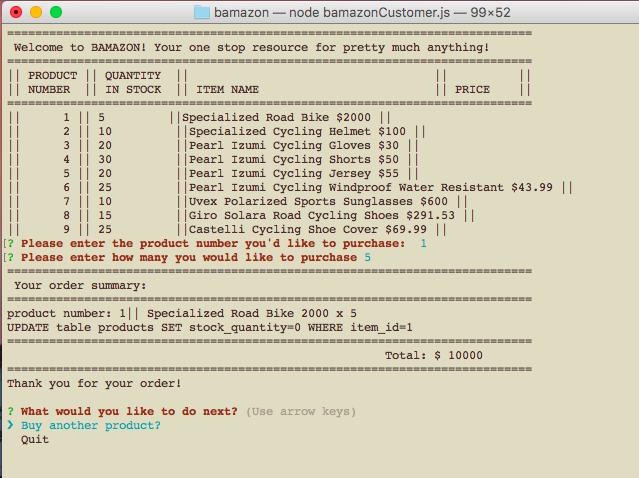 bamazon — node bamazonCustomer.js — 99×52
===========================================================================
Welcome to BAMAZON! Your one stop resource for pretty much anything!
===========================================================================
|| PRODUCT || QUANTITY || || ||
|| NUMBER || IN STOCK || ITEM NAME || PRICE ||
===========================================================================
|| 1 || 5 ||Specialized Road Bike $2000 ||
|| 2 || 10 ||Specialized Cycling Helmet $100 ||
|| 3 || 20 ||Pearl Izumi Cycling Gloves $30 ||
|| 4 || 30 ||Pearl Izumi Cycling Shorts $50 ||
|| 5 || 20 ||Pearl Izumi Cycling Jersey $55 ||
|| 6 || 25 ||Pearl Izumi Cycling Windproof Water Resistant $43.99 ||
|| 7 || 10 ||Uvex Polarized Sports Sunglasses $600 ||
|| 8 || 15 ||Giro Solara Road Cycling Shoes $291.53 ||
|| 9 || 25 ||Castelli Cycling Shoe Cover $69.99 ||
[? Please enter the product number you'd like to purchase: 1
[? Please enter how many you would like to purchase 5
===========================================================================
Your order summary:
===========================================================================
product number: 1|| Specialized Road Bike 2000 x 5
UPDATE table products SET stock_quantity=0 WHERE item_id=1
===========================================================================
Total: $ 10000
===========================================================================
Thank you for your order!
? What would you like to do next? (Use arrow keys)
❯ Buy another product?
Quit